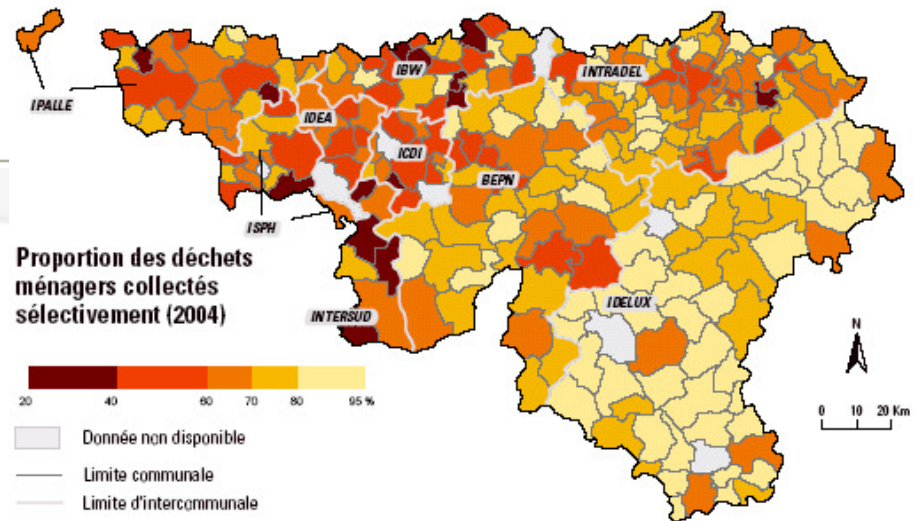 IPALLE
IBW
INTRADEL
IDEA
ICDI
BEPN
ISPH
INTERSUD
IDELUX
Proportion des déchets
ménagers collectés
sélectivement (2004)
20 40 60 70 80 95 %
Donnée non disponible
Limite communale
Limite d'intercommunale
N
0 10 20 Km